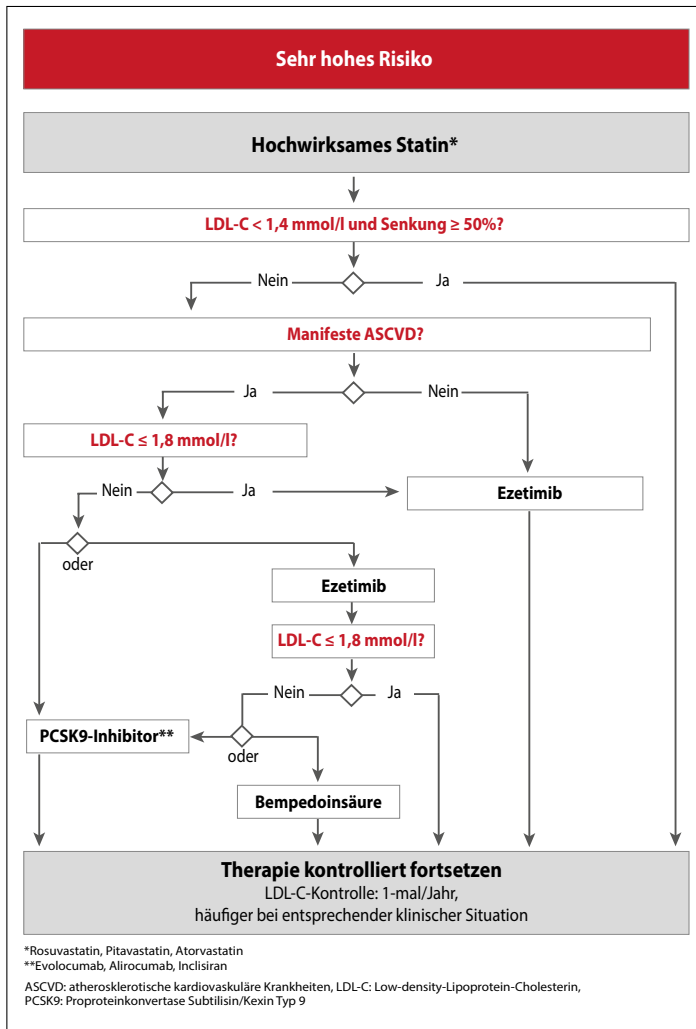 Sehr hohes Risiko
Hochwirksames Statin*
LDL-C < 1,4 mmol/l und Senkung ≥ 50%?
Nein
Ja
Manifeste ASCVD?
Ja
Nein
LDL-C ≤ 1,8 mmol/l?
Nein
Ja
Ezetimib
oder
Ezetimib
LDL-C ≤ 1,8 mmol/l?
Nein
Ja
PCSK9-Inhibitor**
oder
Bempedoinsäure
Therapie kontrolliert fortsetzen
LDL-C-Kontrolle: 1-mal/Jahr,
häufiger bei entsprechender klinischer Situation
*Rosuvastatin, Pitavastatin, Atorvastatin
**Evolocumab, Alirocumab, Inclisiran
ASCVD: atherosklerotische kardiovaskuläre Krankheiten, LDL-C: Low-density-Lipoprotein-Cholesterin,
PCSK9: Proproteinkonvertase Subtilisin/Kexin Typ 9